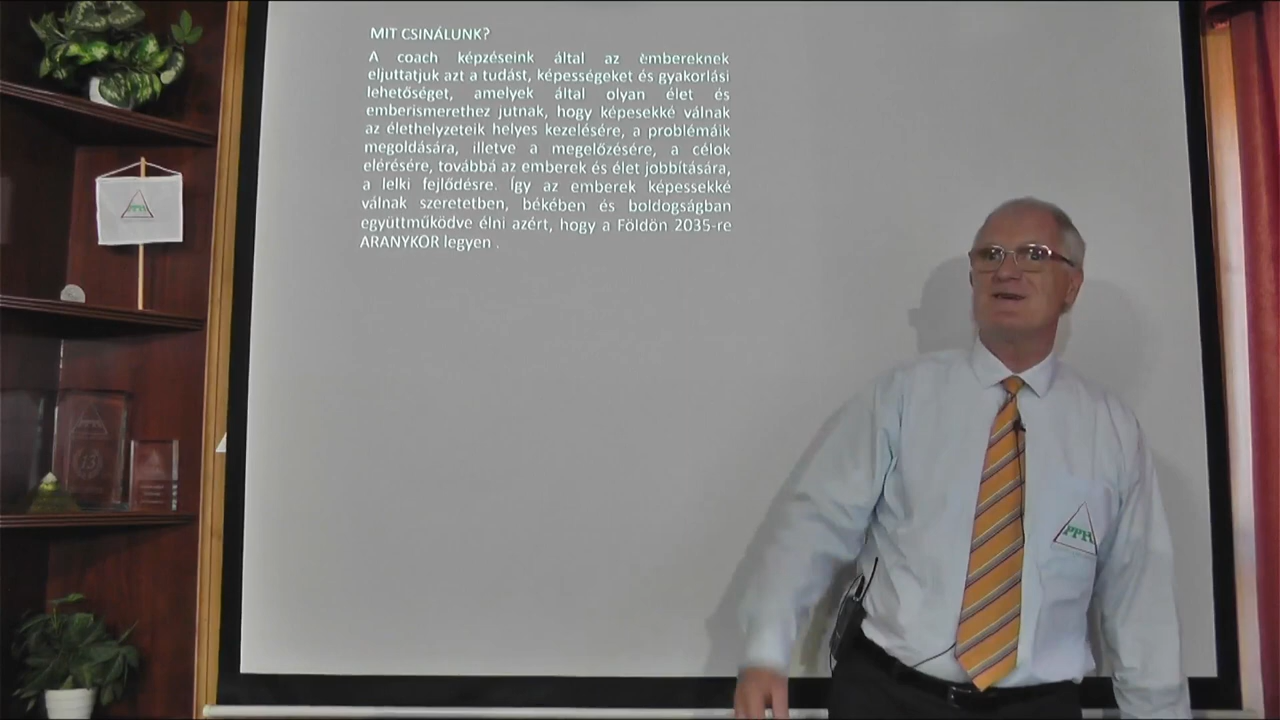 MIT CSINÁLUNK?
A coach képzéseink által az embereknek
eljuttatjuk azt a tudást, képességeket és gyakorlási
lehetőséget, amelyek által olyan élet és
emberismerethez jutnak, hogy képesekké válnak
az élethelyzeteik helyes kezelésére, a problémáik
megoldására, illetve a megelőzésére, a célok
elérésére, továbbá az emberek és élet jobbítására,
a lelki fejlődésre. Így az emberek képessekké
válnak szeretetben, békében és boldogságban
együttműködve élni azért, hogy a Földön 2035-re
ARANYKOR legyen .
PPH
PPH
13